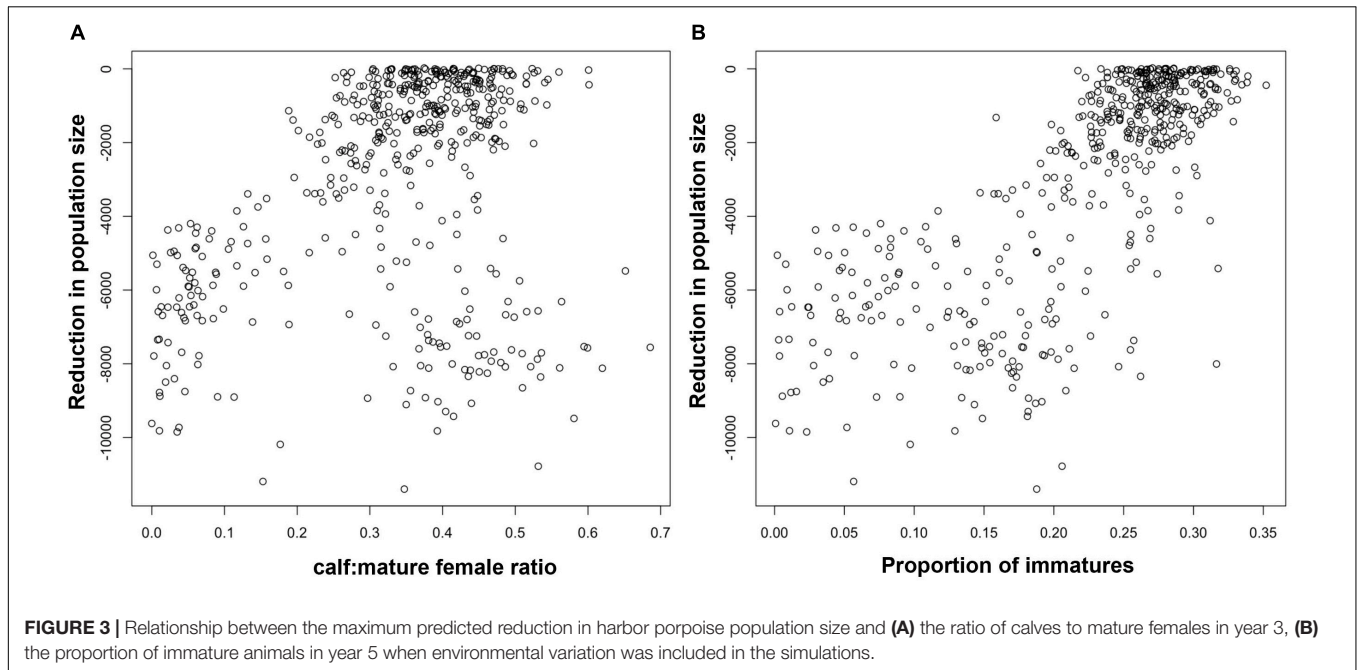 A
B
0
-2000
-4000
-6000
-8000
-10000
Reduction in population size
0.0 0.1 0.2 0.3 0.4 0.5 0.6 0.7
calf:mature female ratio
0
-2000
-4000
-6000
-8000
-10000
Reduction in population size
0.00 0.05 0.10 0.15 0.20 0.25 0.30 0.35
Proportion of immatures
FIGURE 3 | Relationship between the maximum predicted reduction in harbor porpoise population size and (A) the ratio of calves to mature females in year 3, (B)
the proportion of immature animals in year 5 when environmental variation was included in the simulations.